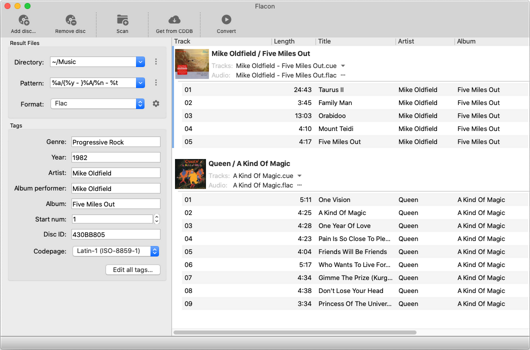 Flacon
Add disc... Remove disc Scan Get from CDDB Convert
Result Files
Directory: ~/Music
Pattern: %a/{%y - }%A/%n - %t
Format: Flac
Tags
Genre: Progressive Rock
Year: 1982
Artist: Mike Oldfield
Album performer: Mike Oldfield
Album: Five Miles Out
Start num: 1
Disc ID: 430BB805
Codepage: Latin-1 (ISO-8859-1)
Edit all tags...
Track Length Title Artist Album
Mike Oldfield / Five Miles Out
Tracks: Mike Oldfield - Five Miles Out.cue
Audio: Mike Oldfield - Five Miles Out.flac
01 24:43 Taurus II Mike Oldfield Five Miles Out
02 3:45 Family Man Mike Oldfield Five Miles Out
03 13:03 Orabidoo Mike Oldfield Five Miles Out
04 4:10 Mount Teidi Mike Oldfield Five Miles Out
05 4:17 Five Miles Out Mike Oldfield Five Miles Out
Queen / A Kind Of Magic
Tracks: A Kind Of Magic.cue
Audio: A Kind Of Magic.flac
01 5:11 One Vision Queen A Kind Of Magic
02 4:25 A Kind Of Magic Queen A Kind Of Magic
03 4:28 One Year Of Love Queen A Kind Of Magic
04 4:23 Pain Is So Close To Ple... Queen A Kind Of Magic
05 4:04 Friends Will Be Friends Queen A Kind Of Magic
06 5:17 Who Wants To Live For... Queen A Kind Of Magic
07 4:34 Gimme The Prize (Kurg... Queen A Kind Of Magic
08 4:38 Don't Lose Your Head Queen A Kind Of Magic
09 3:34 Princess Of The Univer... Queen A Kind Of Magic